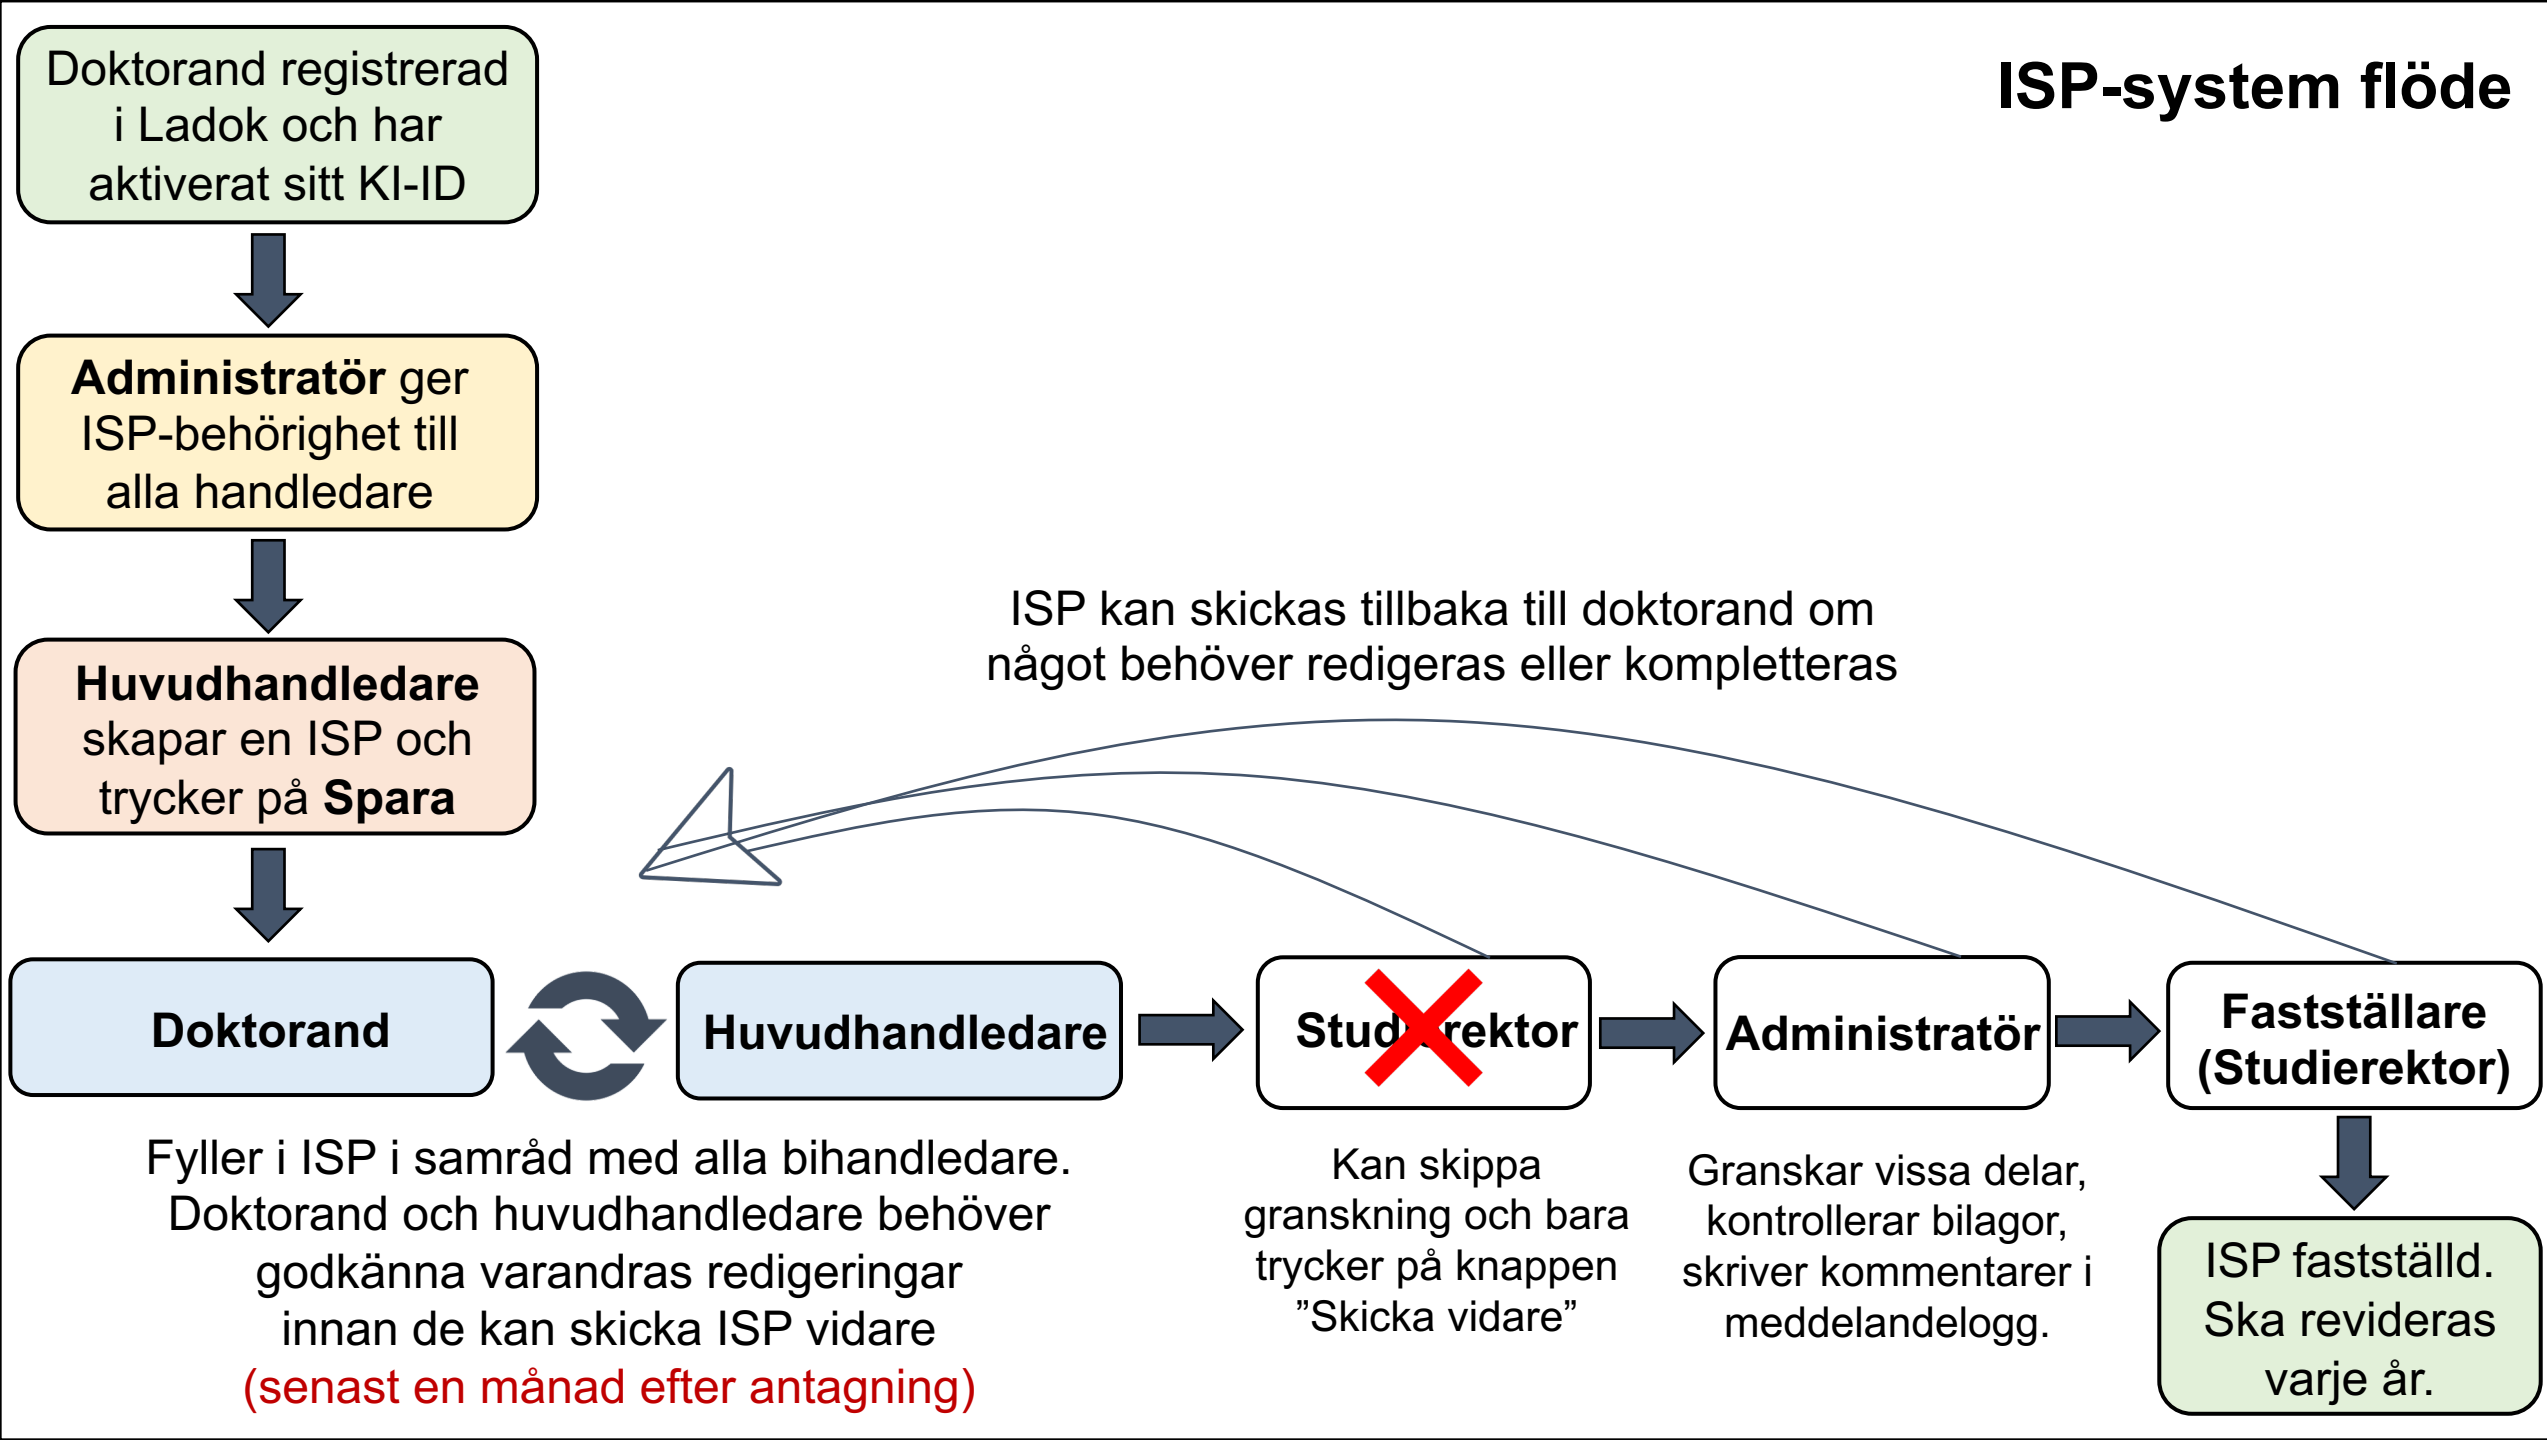 ISP-system flöde
Doktorand registrerad
i Ladok och har
aktiverat sitt KI-ID
Administratör ger
ISP-behörighet till
alla handledare
Huvudhandledare
skapar en ISP och
trycker på Spara
ISP kan skickas tillbaka till doktorand om
något behöver redigeras eller kompletteras
Doktorand
Huvudhandledare
Studierektor
Administratör
Fastställare
(Studierektor)
Fyller i ISP i samråd med alla bihandledare.
Doktorand och huvudhandledare behöver
godkänna varandras redigeringar
innan de kan skicka ISP vidare
(senast en månad efter antagning)
Kan skippa
granskning och bara
trycker på knappen
”Skicka vidare”
Granskar vissa delar,
kontrollerar bilagor,
skriver kommentarer i
meddelandelogg.
ISP fastställd.
Ska revideras
varje år.